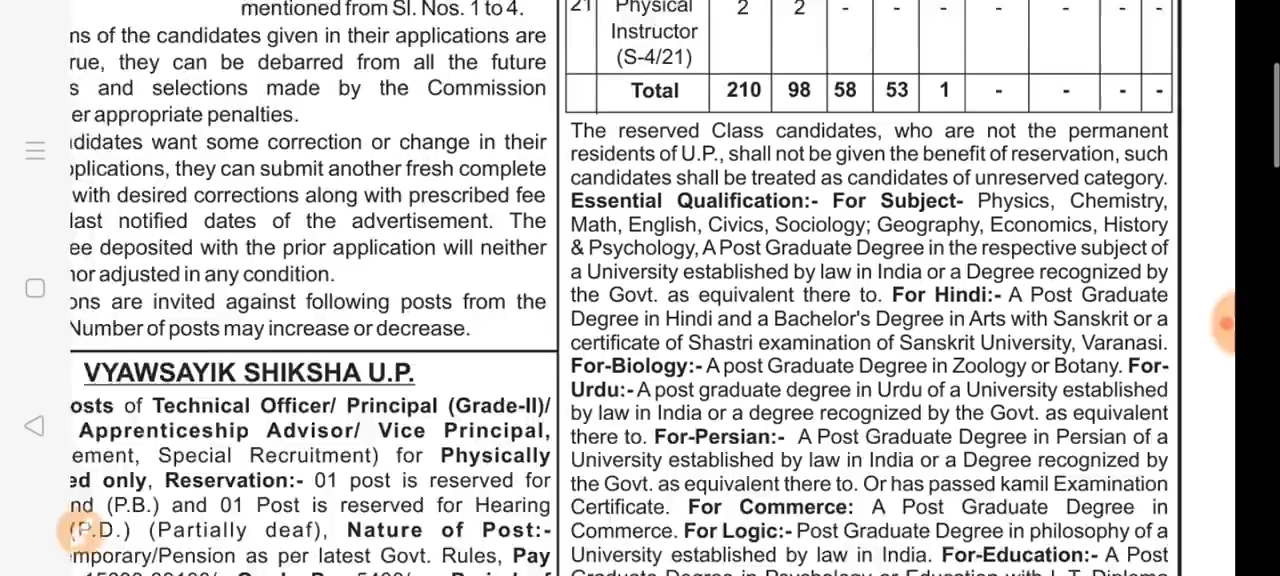 mentioned from Sl. Nos. 1 to 4.
ms of the candidates given in their applications are
rue, they can be debarred from all the future
s and selections made by the Commission
er appropriate penalties.
didates want some correction or change in their
plications, they can submit another fresh complete
with desired corrections along with prescribed fee
last notified dates of the advertisement. The
ee deposited with the prior application will neither
nor adjusted in any condition.
ons are invited against following posts from the
Number of posts may increase or decrease.
VYAWSAYIK SHIKSHA U.P.
osts of Technical Officer/ Principal (Grade-II)/
Apprenticeship Advisor/ Vice Principal,
ement, Special Recruitment) for Physically
ed only, Reservation:- 01 post is reserved for
nd (P.B.) and 01 Post is reserved for Hearing
(P.D.) (Partially deaf), Nature of Post:-
mporary/Pension as per latest Govt. Rules, Pay
21 Physical 2 2 - - - - - - -
Instructor
(S-4/21)
Total 210 98 58 53 1 - - - -
The reserved Class candidates, who are not the permanent
residents of U.P., shall not be given the benefit of reservation, such
candidates shall be treated as candidates of unreserved category.
Essential Qualification:- For Subject- Physics, Chemistry,
Math, English, Civics, Sociology; Geography, Economics, History
& Psychology, A Post Graduate Degree in the respective subject of
a University established by law in India or a Degree recognized by
the Govt. as equivalent there to. For Hindi:- A Post Graduate
Degree in Hindi and a Bachelor's Degree in Arts with Sanskrit or a
certificate of Shastri examination of Sanskrit University, Varanasi.
For-Biology:- A post Graduate Degree in Zoology or Botany. For-
Urdu:- A post graduate degree in Urdu of a University established
by law in India or a degree recognized by the Govt. as equivalent
there to. For-Persian:- A Post Graduate Degree in Persian of a
University established by law in India or a Degree recognized by
the Govt. as equivalent there to. Or has passed kamil Examination
Certificate. For Commerce: A Post Graduate Degree in
Commerce. For Logic:- Post Graduate Degree in philosophy of a
University established by law in India. For-Education:- A Post
Graduate Degree in Psychology or Education with L.T. Diploma